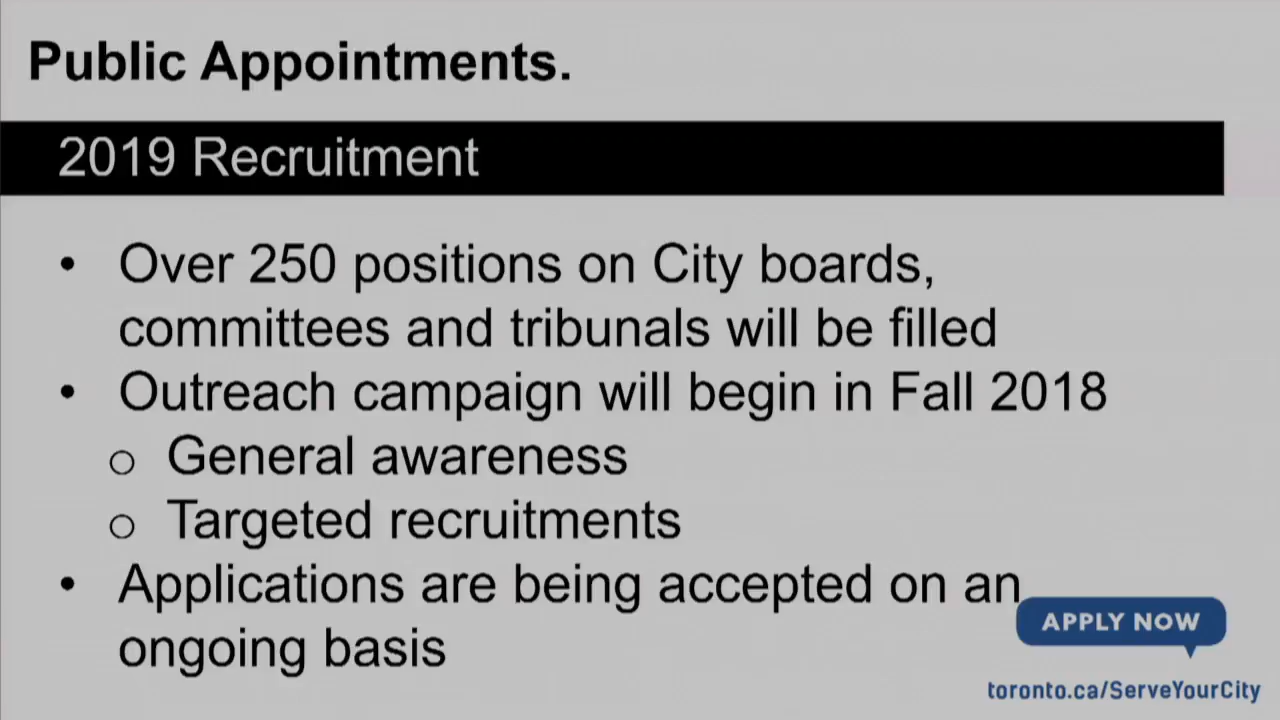 Public Appointments.
2019 Recruitment
• Over 250 positions on City boards,
committees and tribunals will be filled
• Outreach campaign will begin in Fall 2018
o General awareness
o Targeted recruitments
• Applications are being accepted on an
ongoing basis
APPLY NOW
toronto.ca/ServeYourCity